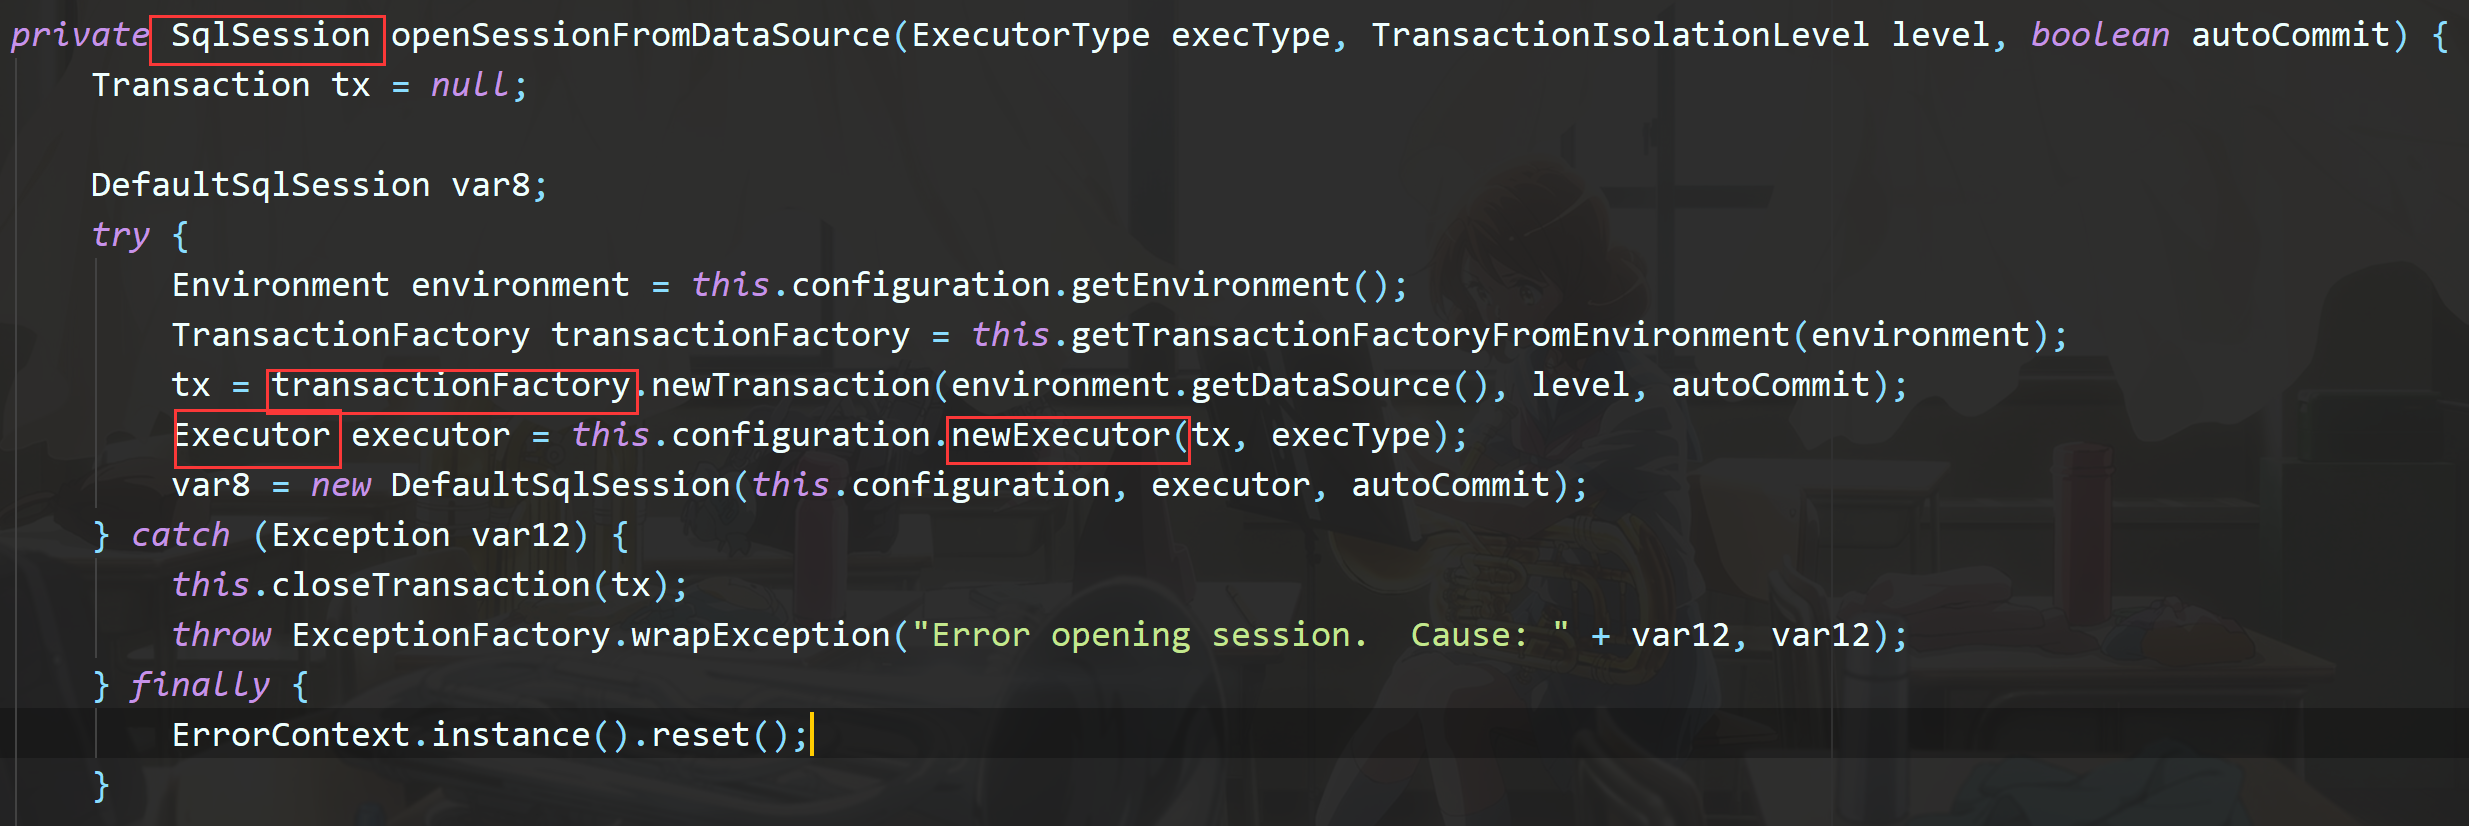 private SqlSession openSessionFromDataSource(ExecutorType execType, TransactionIsolationLevel level, boolean autoCommit) {
    Transaction tx = null;

    DefaultSqlSession var8;
    try {
        Environment environment = this.configuration.getEnvironment();
        TransactionFactory transactionFactory = this.getTransactionFactoryFromEnvironment(environment);
        tx = transactionFactory.newTransaction(environment.getDataSource(), level, autoCommit);
        Executor executor = this.configuration.newExecutor(tx, execType);
        var8 = new DefaultSqlSession(this.configuration, executor, autoCommit);
    } catch (Exception var12) {
        this.closeTransaction(tx);
        throw ExceptionFactory.wrapException("Error opening session.  Cause: " + var12, var12);
    } finally {
        ErrorContext.instance().reset();
    }